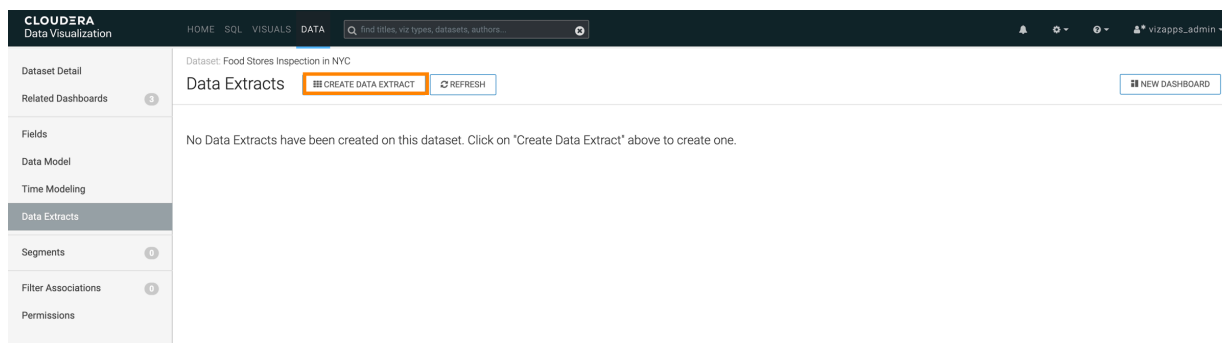 CLOUDERA
Data Visualization
HOME SQL VISUALS DATA find titles, viz types, datasets, authors... vizapps_admin
Dataset Detail
Related Dashboards 3
Fields
Data Model
Time Modeling
Data Extracts
Segments 0
Filter Associations 0
Permissions
Dataset: Food Stores Inspection in NYC
Data Extracts CREATE DATA EXTRACT REFRESH NEW DASHBOARD
No Data Extracts have been created on this dataset. Click on "Create Data Extract" above to create one.